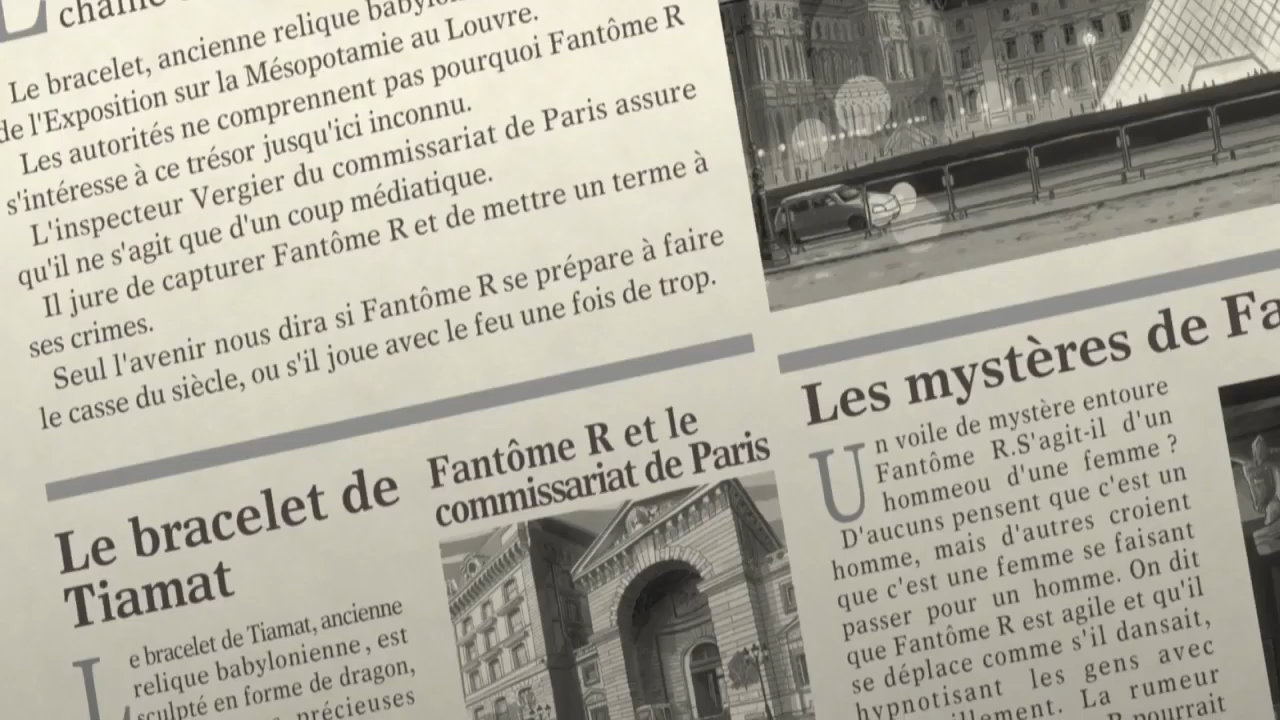 Le bracelet, ancienne relique
de l'Exposition sur la Mésopotamie au Louvre.
Les autorités ne comprennent pas pourquoi Fantôme R
s'intéresse à ce trésor jusqu'ici inconnu.
L'inspecteur Vergier du commissariat de Paris assure
qu'il ne s'agit que d'un coup médiatique.
Il jure de capturer Fantôme R et de mettre un terme à
ses crimes.
Seul l'avenir nous dira si Fantôme R se prépare à faire
le casse du siècle, ou s'il joue avec le feu une fois de trop.
Le bracelet de
Tiamat
Le bracelet de Tiamat, ancienne
relique babylonienne, est
sculpté en forme de dragon,
précieuses
Fantôme R et le
commissariat de Paris
Les mystères de
Un voile de mystère entoure
Fantôme R.S'agit-il d'un
hommeou d'une femme ?
D'aucuns pensent que c'est un
homme, mais d'autres croient
que c'est une femme se faisant
passer pour un homme. On dit
que Fantôme R est agile et qu'il
se déplace comme s'il dansait,
hypnotisant les gens avec
La rumeur
pourrait